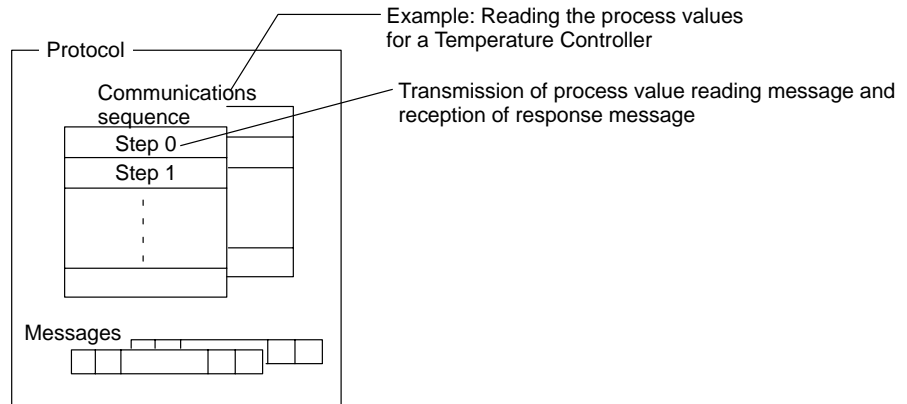 Example: Reading the process values
for a Temperature Controller
Protocol
Communications
sequence
Transmission of process value reading message and
reception of response message
Step 0
Step 1
Messages